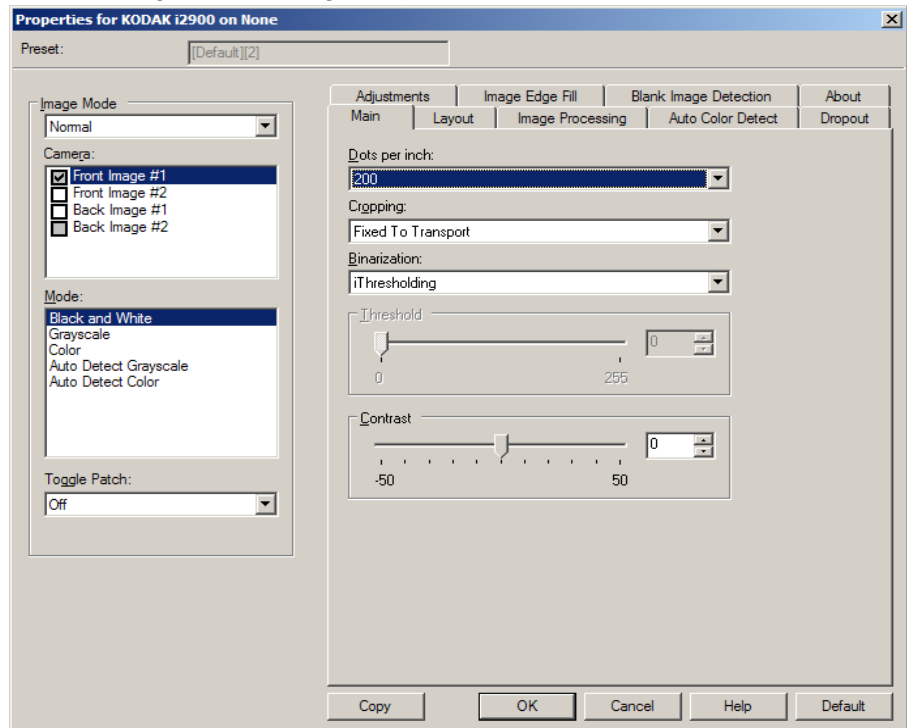 Properties for KODAK i2900 on None
Preset:
[Default][2]
Image Mode
Normal
Camera:
Front Image #1
Front Image #2
Back Image #1
Back Image #2
Mode:
Black and White
Grayscale
Color
Auto Detect Grayscale
Auto Detect Color
Toggle Patch:
Off
Adjustments Image Edge Fill Blank Image Detection About
Main Layout Image Processing Auto Color Detect Dropout
Dots per inch:
200
Cropping:
Fixed To Transport
Binarization:
iThresholding
Threshold
0
0 255
Contrast
0
-50 50
Copy OK Cancel Help Default